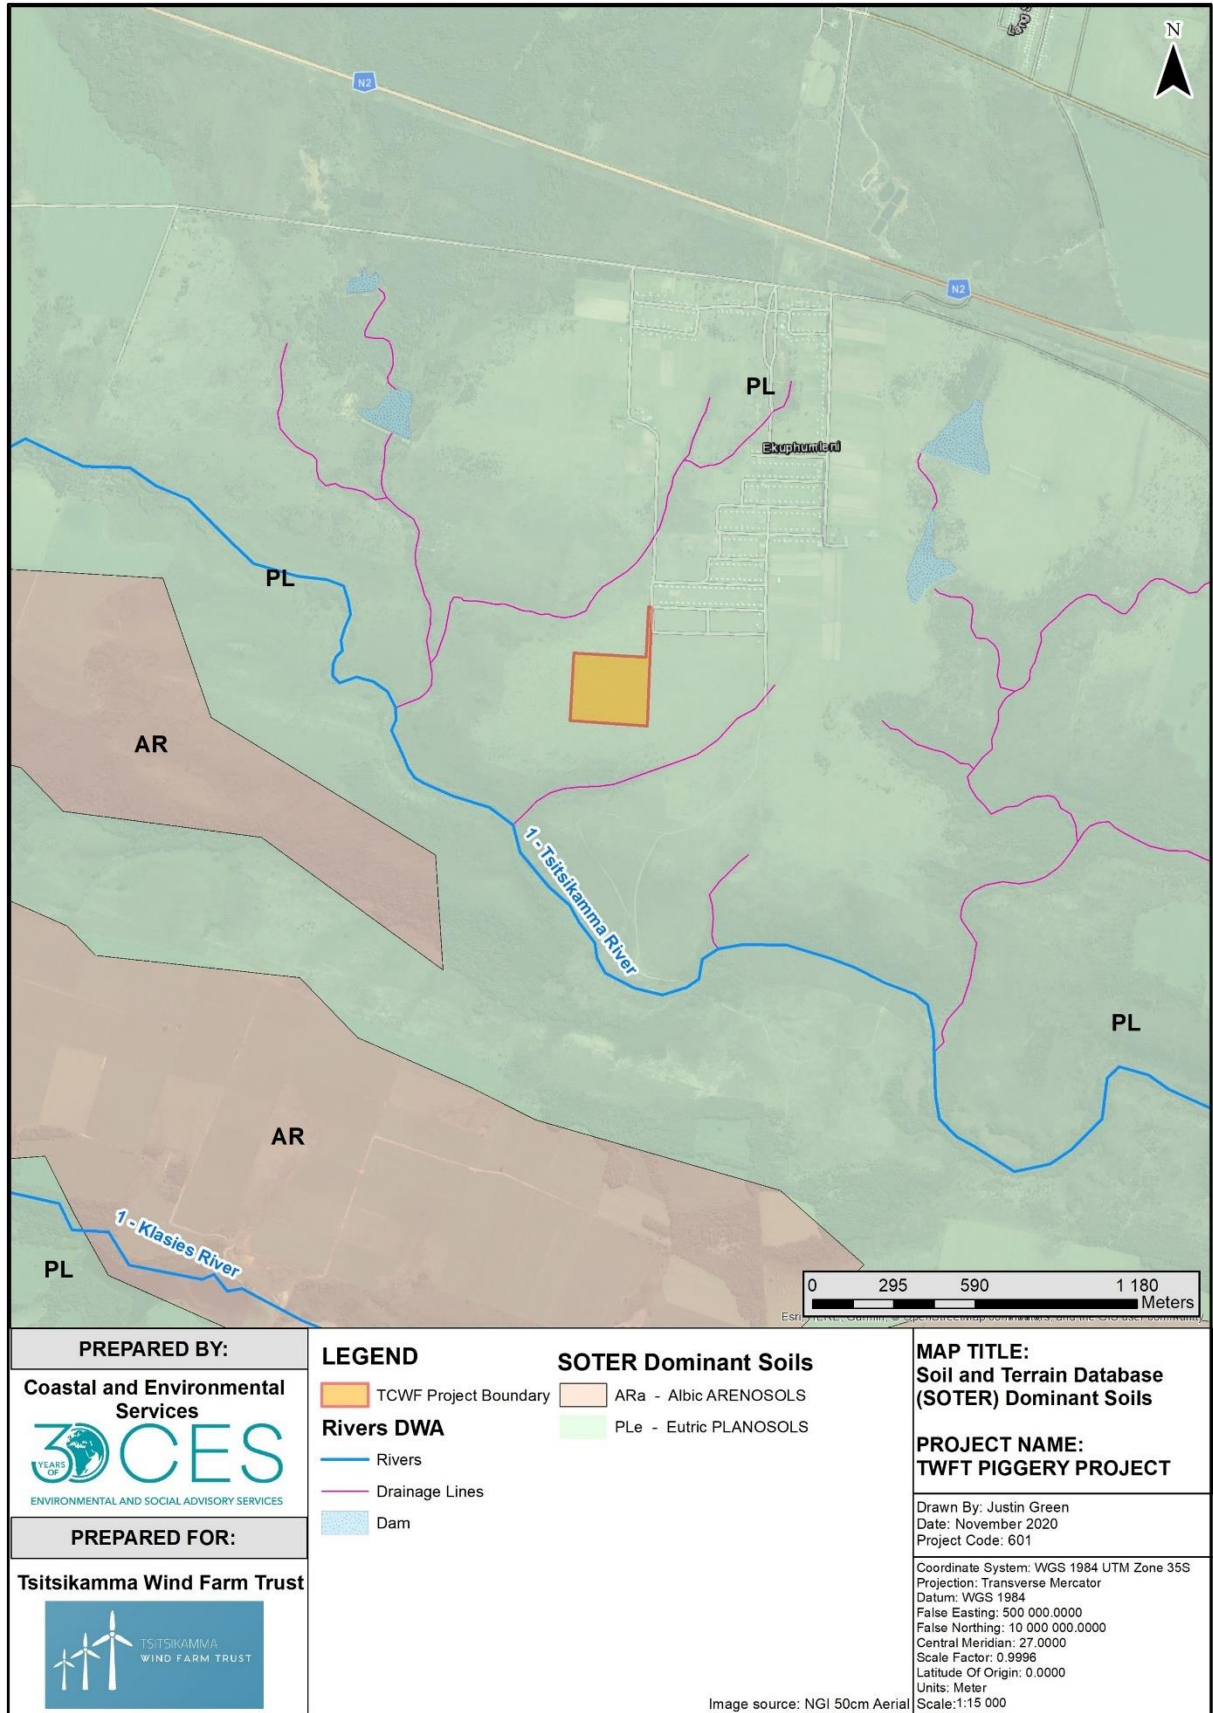 N
N2
N2
PL
Ekuphumleni
PL
AR
1 - Tsitsikamma River
PL
AR
1 - Klasies River
PL
0 295 590 1 180
Meters
PREPARED BY:
Coastal and Environmental
Services
30 CES
YEARS
OF
ENVIRONMENTAL AND SOCIAL ADVISORY SERVICES
PREPARED FOR:
Tsitsikamma Wind Farm Trust
TSITSIKAMMA
WIND FARM TRUST
LEGEND
TCWF Project Boundary
Rivers DWA
Rivers
Drainage Lines
Dam
SOTER Dominant Soils
ARa - Albic ARENOSOLS
PLe - Eutric PLANOSOLS
Image source: NGI 50cm Aerial
MAP TITLE:
Soil and Terrain Database
(SOTER) Dominant Soils
PROJECT NAME:
TWFT PIGGERY PROJECT
Drawn By: Justin Green
Date: November 2020
Project Code: 601
Coordinate System: WGS 1984 UTM Zone 35S
Projection: Transverse Mercator
Datum: WGS 1984
False Easting: 500 000.0000
False Northing: 10 000 000.0000
Central Meridian: 27.0000
Scale Factor: 0.9996
Latitude Of Origin: 0.0000
Units: Meter
Scale:1:15 000